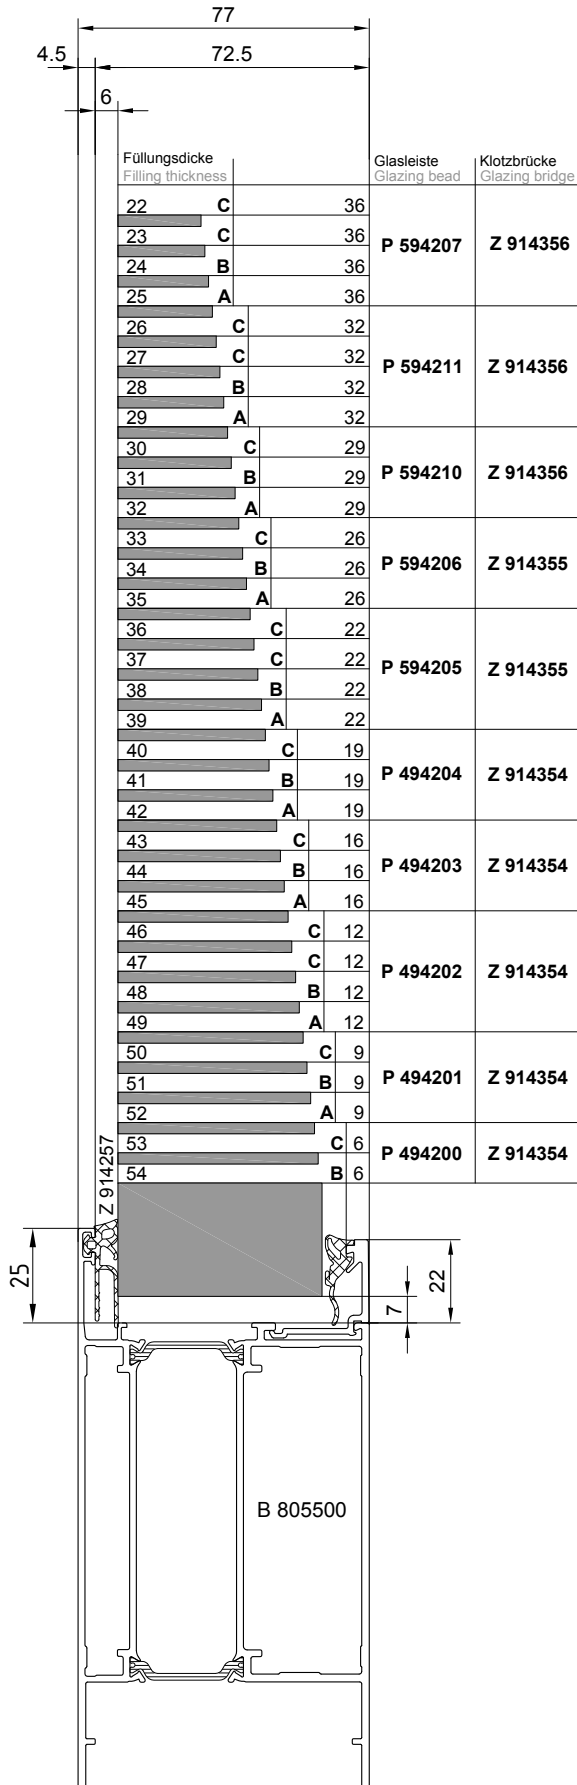 77
4.5 72.5
6
Füllungsdicke Glasleiste Klotzbrücke
Filling thickness Glazing bead Glazing bridge
22 C 36
23 C 36
P 594207 Z 914356
24 B 36
25 A 36
26 C 32
27 C 32
P 594211 Z 914356
28 B 32
29 A 32
30 C 29
P 594210 Z 914356
31 B 29
32 A 29
33 C 26
P 594206 Z 914355
34 B 26
35 A 26
36 C 22
37 C 22
P 594205 Z 914355
38 B 22
39 A 22
40 C 19
P 494204 Z 914354
41 B 19
42 A 19
43 C 16
P 494203 Z 914354
44 B 16
45 A 16
46 C 12
47 C 12
P 494202 Z 914354
48 B 12
49 A 12
50 C 9
P 494201 Z 914354
51 B 9
52 A 9
53 C 6
P 494200 Z 914354
54 B 6
Z 914257
25
22
7
B 805500